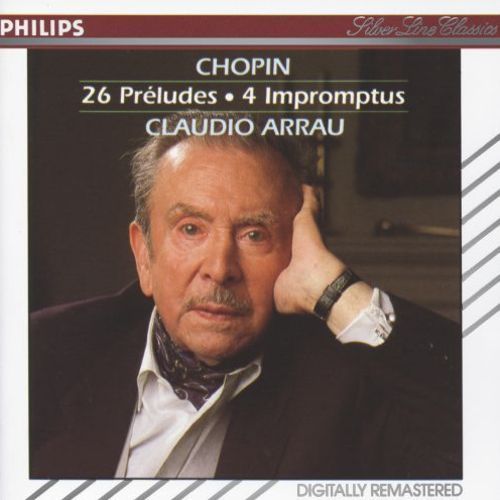 PHILIPS
Silver Line Classics
CHOPIN
26 Préludes • 4 Impromptus
CLAUDIO ARRAU
DIGITALLY REMASTERED